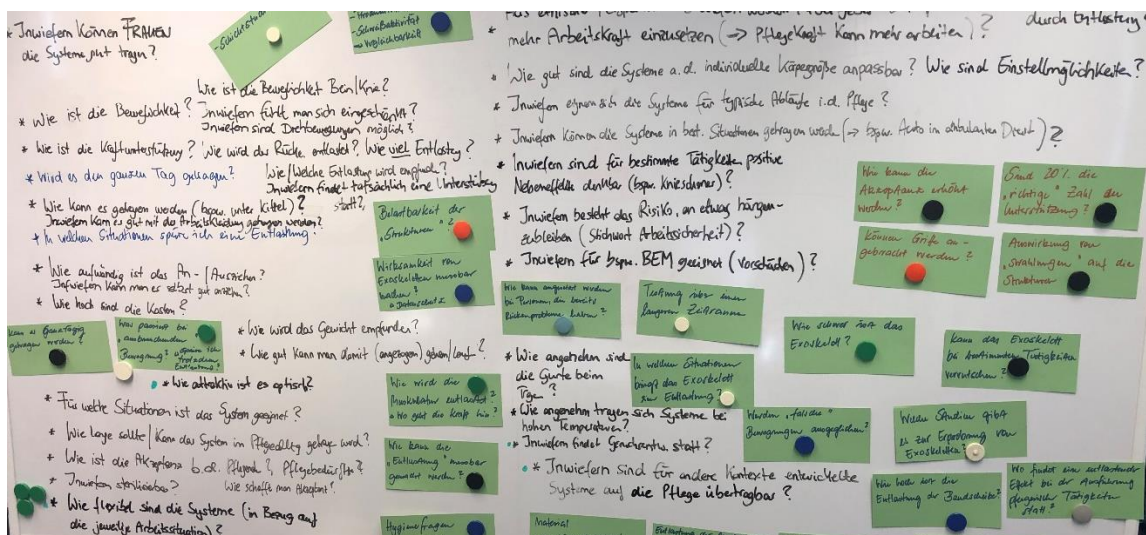 * Inwiefern können FRAUEN
die Systeme gut tragen?
- Schichtstärke
→ Vergleichbarkeit
durch Entlastung
mehr Arbeitskraft einzusetzen (→ Pflegekraft kann mehr arbeiten)?
* Wie gut sind die Systeme a.d. individuelle Körpergröße anpassbar? Wie sind Einstellmöglichkeiten?
* Inwiefern eignen sich die Systeme für typische Abläufe i.d. Pflege?
* Inwiefern können die Systeme in best. Situationen getragen werden (→ bspw. Auto im ambulanten Dienst)?
* Inwiefern sind für bestimmte Tätigkeiten positive
Nebeneffekte denkbar (bspw. Knieschoner)?
* Inwiefern besteht das Risiko, an etwas hängen-
zubleiben (Stichwort Arbeitssicherheit)?
* Inwiefern für bspw. BEM geeignet (Vorschäden)?
Wie ist die Beweglichkeit Bein/Knie?
* Wie ist die Beweglichkeit? Inwiefern fühlt man sich eingeschränkt?
Inwiefern sind Drehbewegungen möglich?
* Wie ist die Kraftunterstützung? Wie wird der Rücken entlastet? Wie viel Entlastung?
Wie/Welche Entlastung wird empfunden?
* Wird es den ganzen Tag getragen?
Inwiefern findet tatsächlich eine Unterstützung
statt?
* Wie kann es getragen werden (bspw. unter Kittel)?
Inwiefern kann es gut mit der Arbeitskleidung getragen werden?
* In welchen Situationen spüre ich eine Entlastung?
* Wie aufwändig ist das An-/Ausziehen?
Inwiefern kann man es selbst gut anziehen?
* Wie hoch sind die Kosten?
Belastbarkeit der
"Strukturen"?
Wirksamkeit von
Exoskeletten messbar
machen?
Datenschutz
Wie kann die
Akzeptanz erhöht
werden?
Sind 20% die
"richtige" Zahl der
Unterstützung?
Können Griffe an-
gebracht werden?
Auswirkung von
"Strahlungen" auf die
Strukturen
kann es ganztägig
getragen werden?
Was passiert bei
Bewegung?
* Wie wird das Gewicht empfunden?
* Wie gut kann man damit (angezogen) gehen/laufen?
Wie kann umgesetzt werden
bei Personen, die bereits
Rückenprobleme haben?
Testung über einen
längeren Zeitraum
Wie schwer ist das
Exoskelett?
kann das Exoskelett
bei bestimmten Tätigkeiten
verrutschen?
* Wie attraktiv ist es optisch?
* Für welche Situationen ist das System geeignet?
* Wie lange sollte/kann das System im Pflegealltag getragen werden?
* Wie ist die Akzeptanz b.d. Pflegend.?, Pflegebedürften?
Wie schafft man Akzeptanz?
* Wie flexibel sind die Systeme (in Bezug auf
die jeweilige Arbeitssituation)?
Wie wird die
Muskulatur entlastet?
Wo geht die Kraft hin?
Wie kann die
"Entlastung" messbar
gemacht werden?
Hygienefragen
* Wie angenehm sind
die Gurte beim
Tragen?
* Wie angenehm tragen sich Systeme bei
hohen Temperaturen?
In welchen Situationen
bringt das Exoskelett
zur Entlastung?
Werden "falsche"
Bewegungen ausgeglichen?
Welche Studien gibt
es zur Erprobung von
Exoskeletten?
* Inwiefern sind für andere Kontexte entwickelte
Systeme auf die Pflege übertragbar?
Wie hoch ist die
Entlastung der Bandscheibe?
Wo findet eine entlastender
Effekt bei der Ausführung
pflegerischer Tätigkeiten
statt?
Material